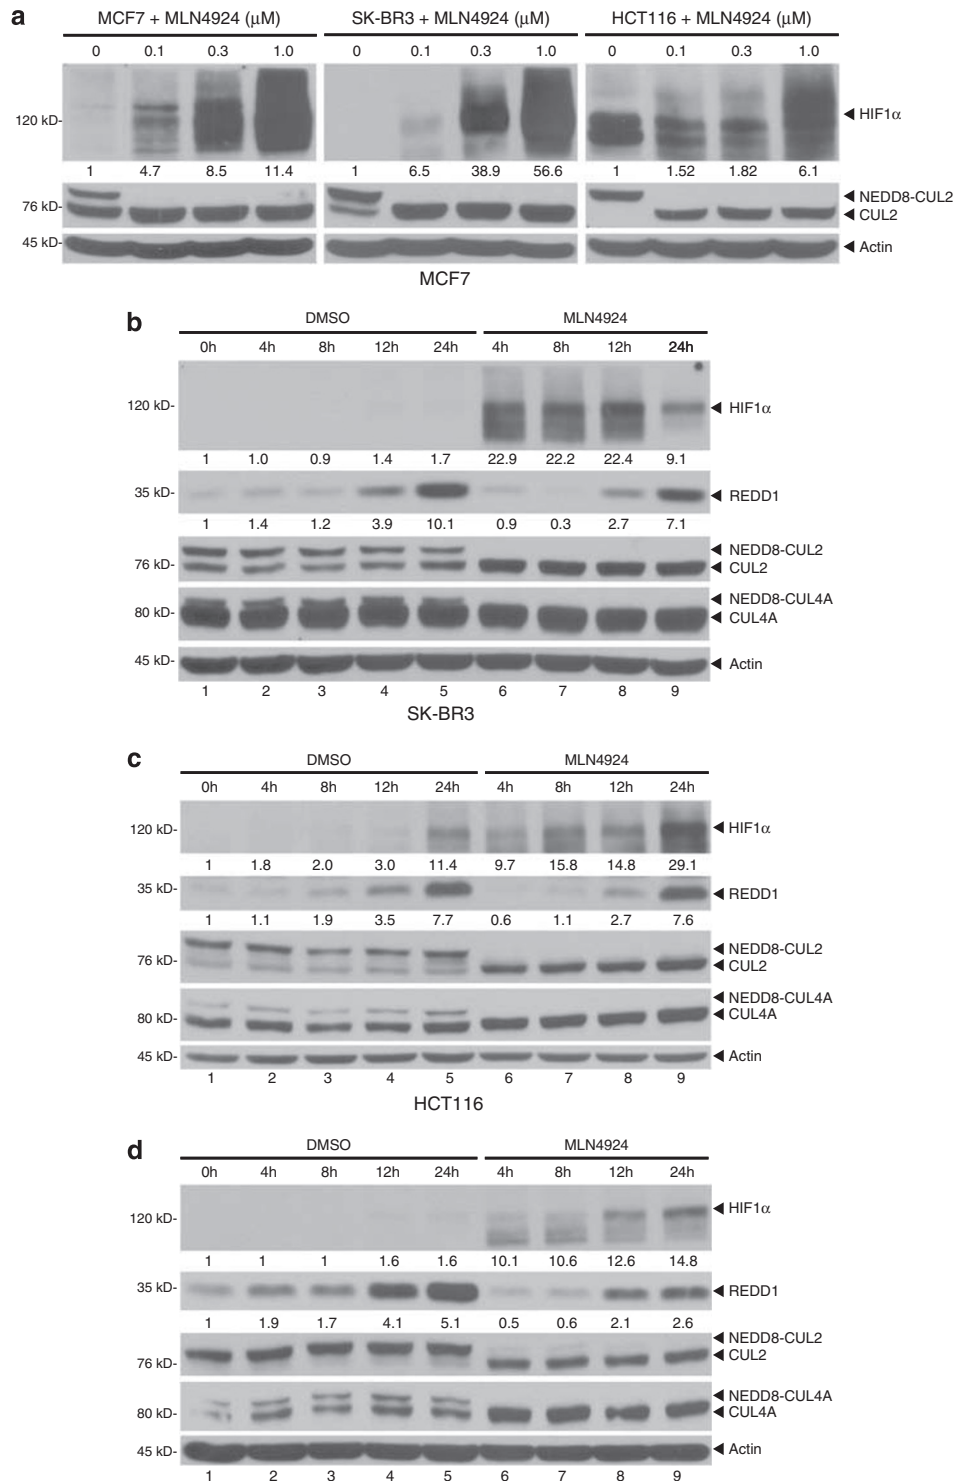 a
MCF7 + MLN4924 (μM) SK-BR3 + MLN4924 (μM) HCT116 + MLN4924 (μM)
0 0.1 0.3 1.0 0 0.1 0.3 1.0 0 0.1 0.3 1.0
120 kD- HIF1α
1 4.7 8.5 11.4 1 6.5 38.9 56.6 1 1.52 1.82 6.1
NEDD8-CUL2
76 kD- CUL2
45 kD- Actin
MCF7
b
DMSO MLN4924
0h 4h 8h 12h 24h 4h 8h 12h 24h
120 kD- HIF1α
1 1.0 0.9 1.4 1.7 22.9 22.2 22.4 9.1
35 kD- REDD1
1 1.4 1.2 3.9 10.1 0.9 0.3 2.7 7.1
NEDD8-CUL2
76 kD- CUL2
NEDD8-CUL4A
80 kD- CUL4A
45 kD- Actin
1 2 3 4 5 6 7 8 9
SK-BR3
c
DMSO MLN4924
0h 4h 8h 12h 24h 4h 8h 12h 24h
120 kD- HIF1α
1 1.8 2.0 3.0 11.4 9.7 15.8 14.8 29.1
35 kD- REDD1
1 1.1 1.9 3.5 7.7 0.6 1.1 2.7 7.6
NEDD8-CUL2
76 kD- CUL2
NEDD8-CUL4A
80 kD- CUL4A
45 kD- Actin
1 2 3 4 5 6 7 8 9
HCT116
d
DMSO MLN4924
0h 4h 8h 12h 24h 4h 8h 12h 24h
120 kD- HIF1α
1 1 1 1.6 1.6 10.1 10.6 12.6 14.8
35 kD- REDD1
1 1.9 1.7 4.1 5.1 0.5 0.6 2.1 2.6
NEDD8-CUL2
76 kD- CUL2
NEDD8-CUL4A
80 kD- CUL4A
45 kD- Actin
1 2 3 4 5 6 7 8 9